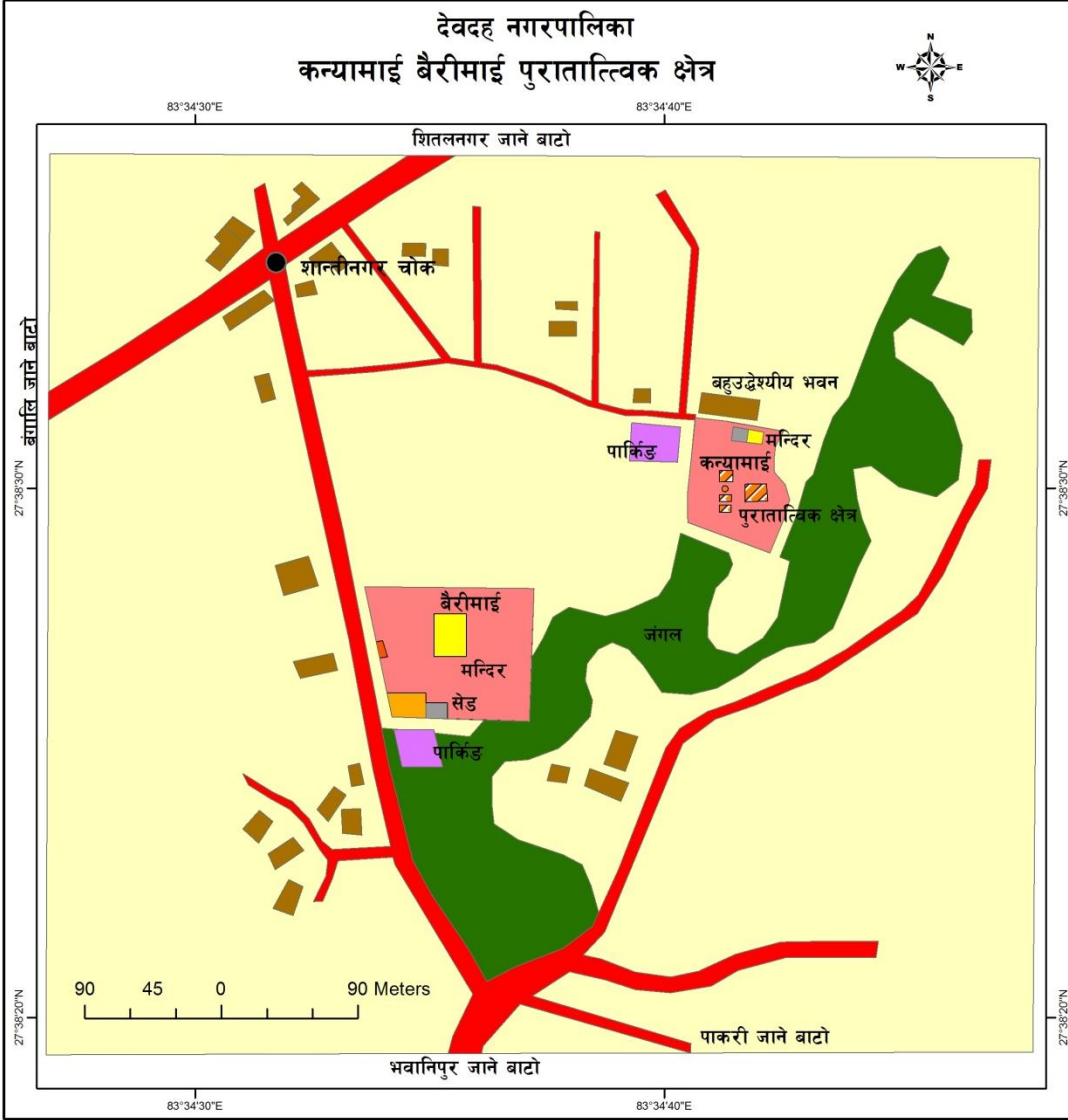 देवदह नगरपालिका
कन्यामाई बैरीमाई पुरातात्त्विक क्षेत्र
N
W E
S
83°34'30"E 83°34'40"E
शितलनगर जाने बाटो
शान्तीनगर चोक
बंगालि जाने बाटो
बहुउद्धेश्यीय भवन
मन्दिर
पार्किङ
कन्यामाई
27°38'30"N 27°38'30"N
पुरातात्विक क्षेत्र
बैरीमाई
जंगल
मन्दिर
सेड
पार्किङ
90 45 0 90 Meters
27°38'20"N 27°38'20"N
पाकरी जाने बाटो
भवानिपुर जाने बाटो
83°34'30"E 83°34'40"E